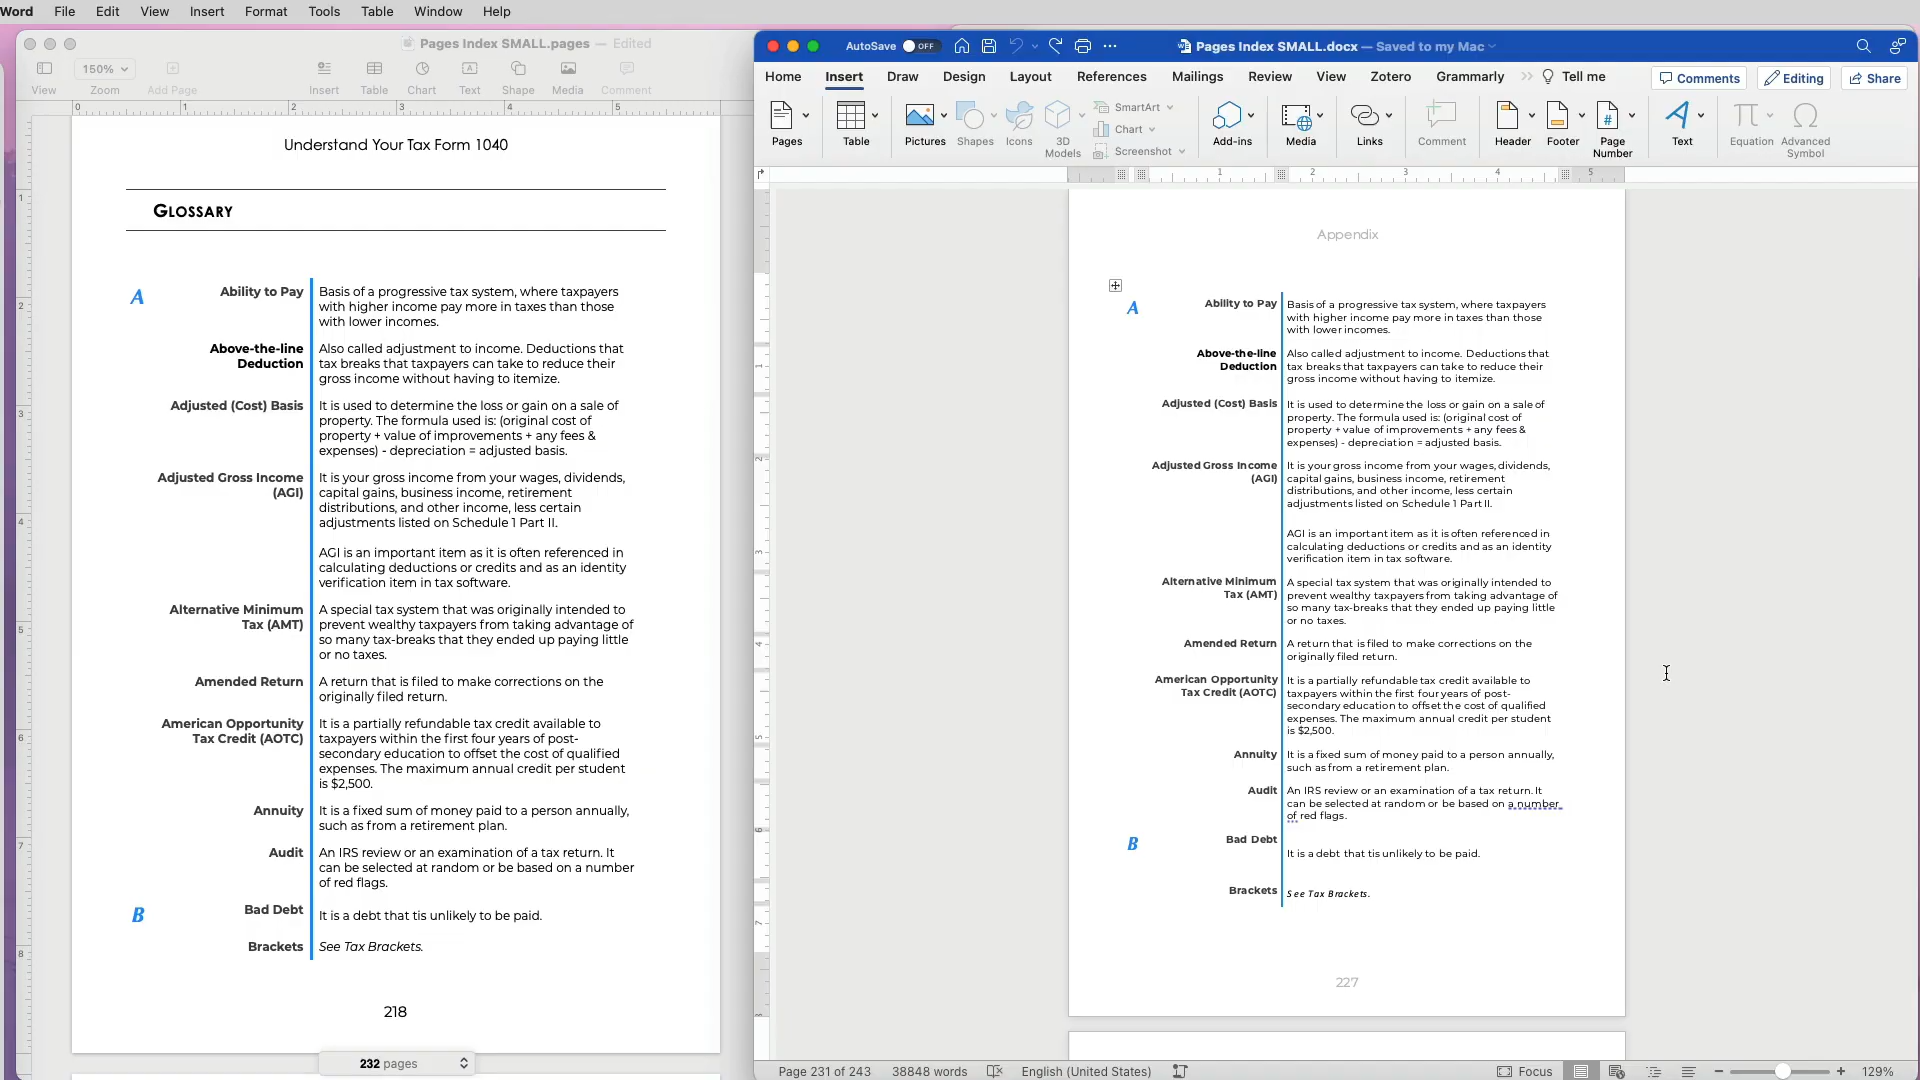 Word File Edit View Insert Format Tools Table Window Help
Pages Index SMALL.pages — Edited
150%
View Zoom Add Page Insert Table Chart Text Shape Media Comment
0 1 2 3 4 5
Understand Your Tax Form 1040
GLOSSARY
A
Ability to Pay
Basis of a progressive tax system, where taxpayers
with higher income pay more in taxes than those
with lower incomes.
Above-the-line
Deduction
Also called adjustment to income. Deductions that
tax breaks that taxpayers can take to reduce their
gross income without having to itemize.
Adjusted (Cost) Basis
It is used to determine the loss or gain on a sale of
property. The formula used is: (original cost of
property + value of improvements + any fees &
expenses) - depreciation = adjusted basis.
Adjusted Gross Income
(AGI)
It is your gross income from your wages, dividends,
capital gains, business income, retirement
distributions, and other income, less certain
adjustments listed on Schedule 1 Part II.
AGI is an important item as it is often referenced in
calculating deductions or credits and as an identity
verification item in tax software.
Alternative Minimum
Tax (AMT)
A special tax system that was originally intended to
prevent wealthy taxpayers from taking advantage of
so many tax-breaks that they ended up paying little
or no taxes.
Amended Return
A return that is filed to make corrections on the
originally filed return.
American Opportunity
Tax Credit (AOTC)
It is a partially refundable tax credit available to
taxpayers within the first four years of post-
secondary education to offset the cost of qualified
expenses. The maximum annual credit per student
is $2,500.
Annuity
It is a fixed sum of money paid to a person annually,
such as from a retirement plan.
Audit
An IRS review or an examination of a tax return. It
can be selected at random or be based on a number
of red flags.
B
Bad Debt
It is a debt that tis unlikely to be paid.
Brackets
See Tax Brackets.
218
232 pages
1
2
3
4
5
6
7
8
AutoSave OFF
Pages Index SMALL.docx — Saved to my Mac
Home Insert Draw Design Layout References Mailings Review View Zotero Grammarly Tell me
Comments Editing Share
Pages Table Pictures Shapes Icons 3D
Models
SmartArt
Chart
Screenshot
Add-ins Media Links Comment Header Footer Page
Number
Text Equation Advanced
Symbol
1 2 3 4 5
Appendix
A
Ability to Pay
Basis of a progressive tax system, where taxpayers
with higher income pay more in taxes than those
with lower incomes.
Above-the-line
Deduction
Also called adjustment to income. Deductions that
tax breaks that taxpayers can take to reduce their
gross income without having to itemize.
Adjusted (Cost) Basis
It is used to determine the loss or gain on a sale of
property. The formula used is: (original cost of
property + value of improvements + any fees &
expenses) - depreciation = adjusted basis.
Adjusted Gross Income
(AGI)
It is your gross income from your wages, dividends,
capital gains, business income, retirement
distributions, and other income, less certain
adjustments listed on Schedule 1 Part II.
AGI is an important item as it is often referenced in
calculating deductions or credits and as an identity
verification item in tax software.
Alternative Minimum
Tax (AMT)
A special tax system that was originally intended to
prevent wealthy taxpayers from taking advantage of
so many tax-breaks that they ended up paying little
or no taxes.
Amended Return
A return that is filed to make corrections on the
originally filed return.
American Opportunity
Tax Credit (AOTC)
It is a partially refundable tax credit available to
taxpayers within the first four years of post-
secondary education to offset the cost of qualified
expenses. The maximum annual credit per student
is $2,500.
Annuity
It is a fixed sum of money paid to a person annually,
such as from a retirement plan.
Audit
An IRS review or an examination of a tax return. It
can be selected at random or be based on a number
of red flags.
B
Bad Debt
It is a debt that tis unlikely to be paid.
Brackets
See Tax Brackets.
227
1
2
3
4
5
6
7
Page 231 of 243 38848 words English (United States) Focus 129%